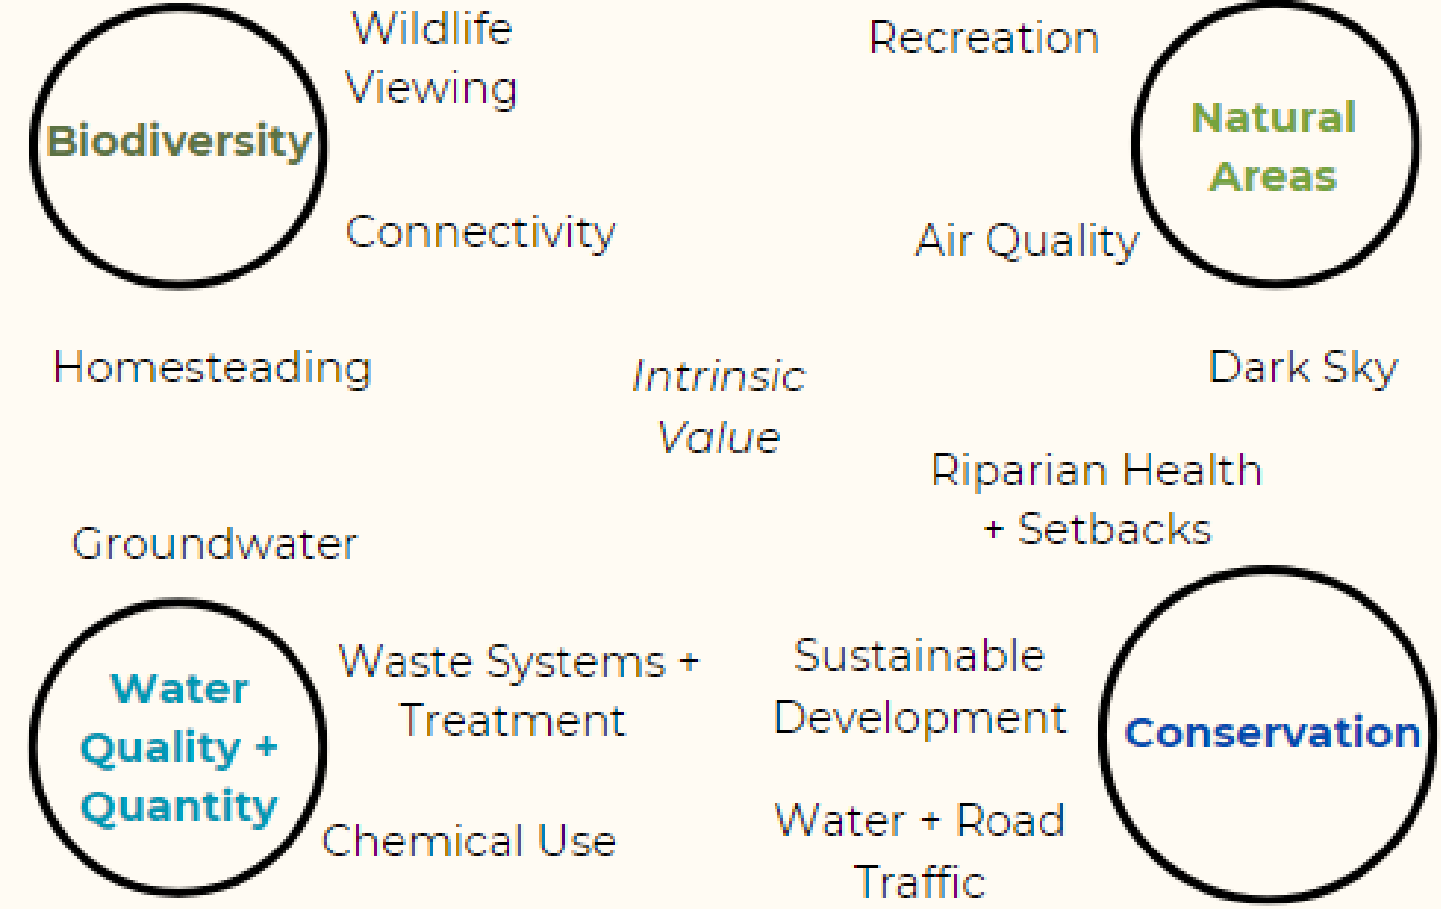 Wildlife
Viewing
Biodiversity
Connectivity
Recreation
Natural
Areas
Air Quality
Homesteading
Intrinsic
Value
Dark Sky
Riparian Health
+ Setbacks
Groundwater
Water
Quality +
Quantity
Waste Systems +
Treatment
Chemical Use
Sustainable
Development
Conservation
Water + Road
Traffic